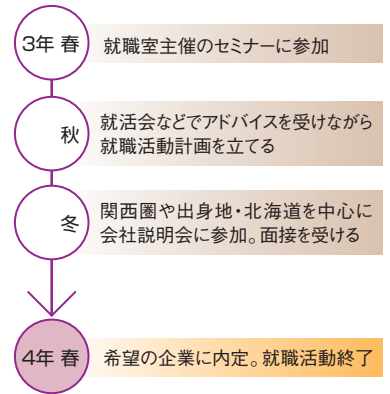 3年 春
就職室主催のセミナーに参加
秋
就活会などでアドバイスを受けながら
就職活動計画を立てる
冬
関西圏や出身地・北海道を中心に
会社説明会に参加。面接を受ける
4年 春
希望の企業に内定。就職活動終了